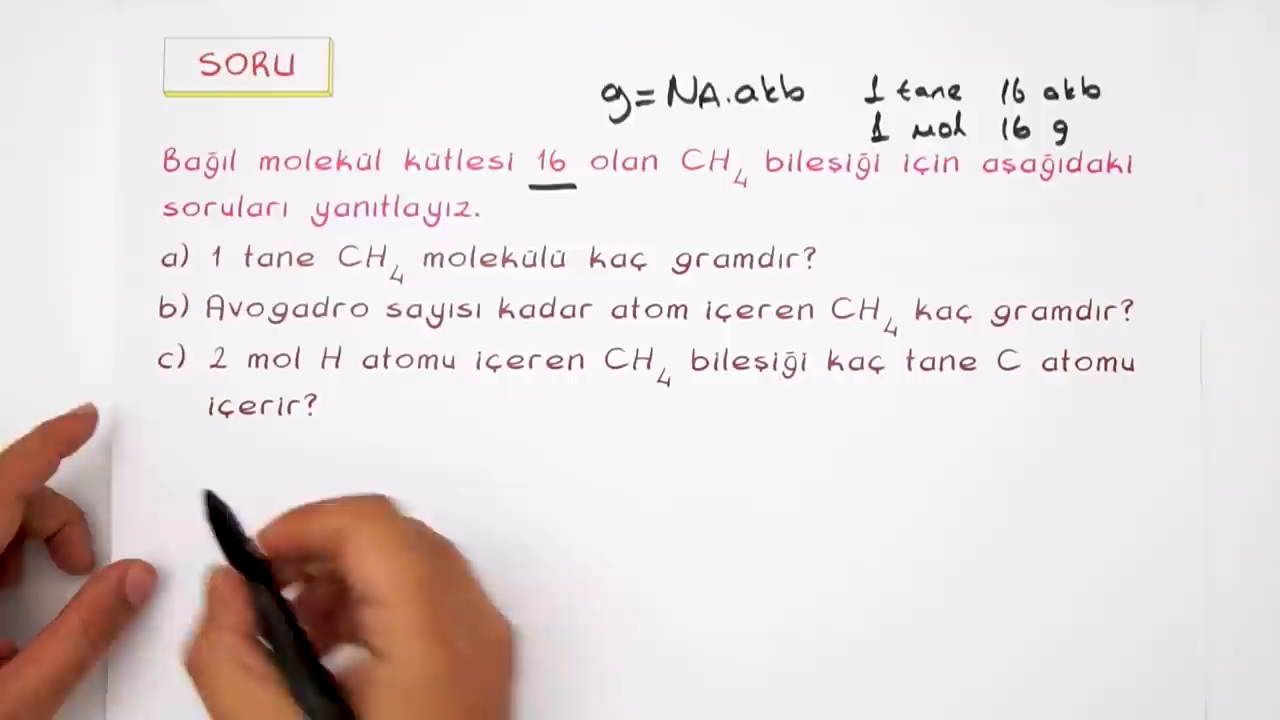 SORU
g=NA.akb 1 tane 16 akb
1 mol 16 g
Bağıl molekül kütlesi 16 olan CH4 bileşiği için aşağıdaki
soruları yanıtlayız.
a) 1 tane CH4 molekülü kaç gramdır?
b) Avogadro sayısı kadar atom içeren CH4 kaç gramdır?
c) 2 mol H atomu içeren CH4 bileşiği kaç tane C atomu
içerir?